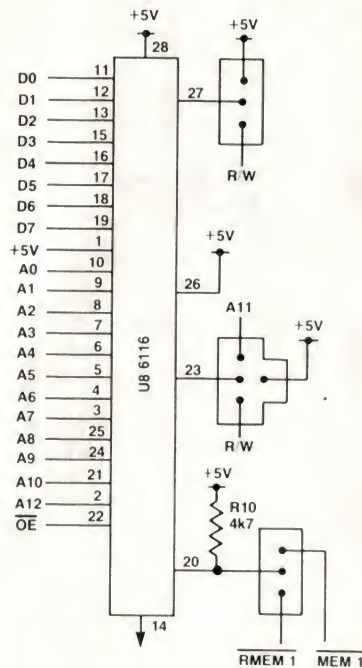 +5V
+5V
28
D0 11
D1 12
D2 13
D3 15
D4 16
D5 17
D6 18
D7 19
+5V 1
A0 10
A1 9
A2 8
A3 7
A4 6
A5 5
A6 4
A7 3
A8 25
A9 24
A10 21
A12 2
OE 22
U8 6116
27
R/W
+5V
26
A11
+5V
23
R/W
+5V
R10
4k7
20
14
RMEM 1
MEM 1